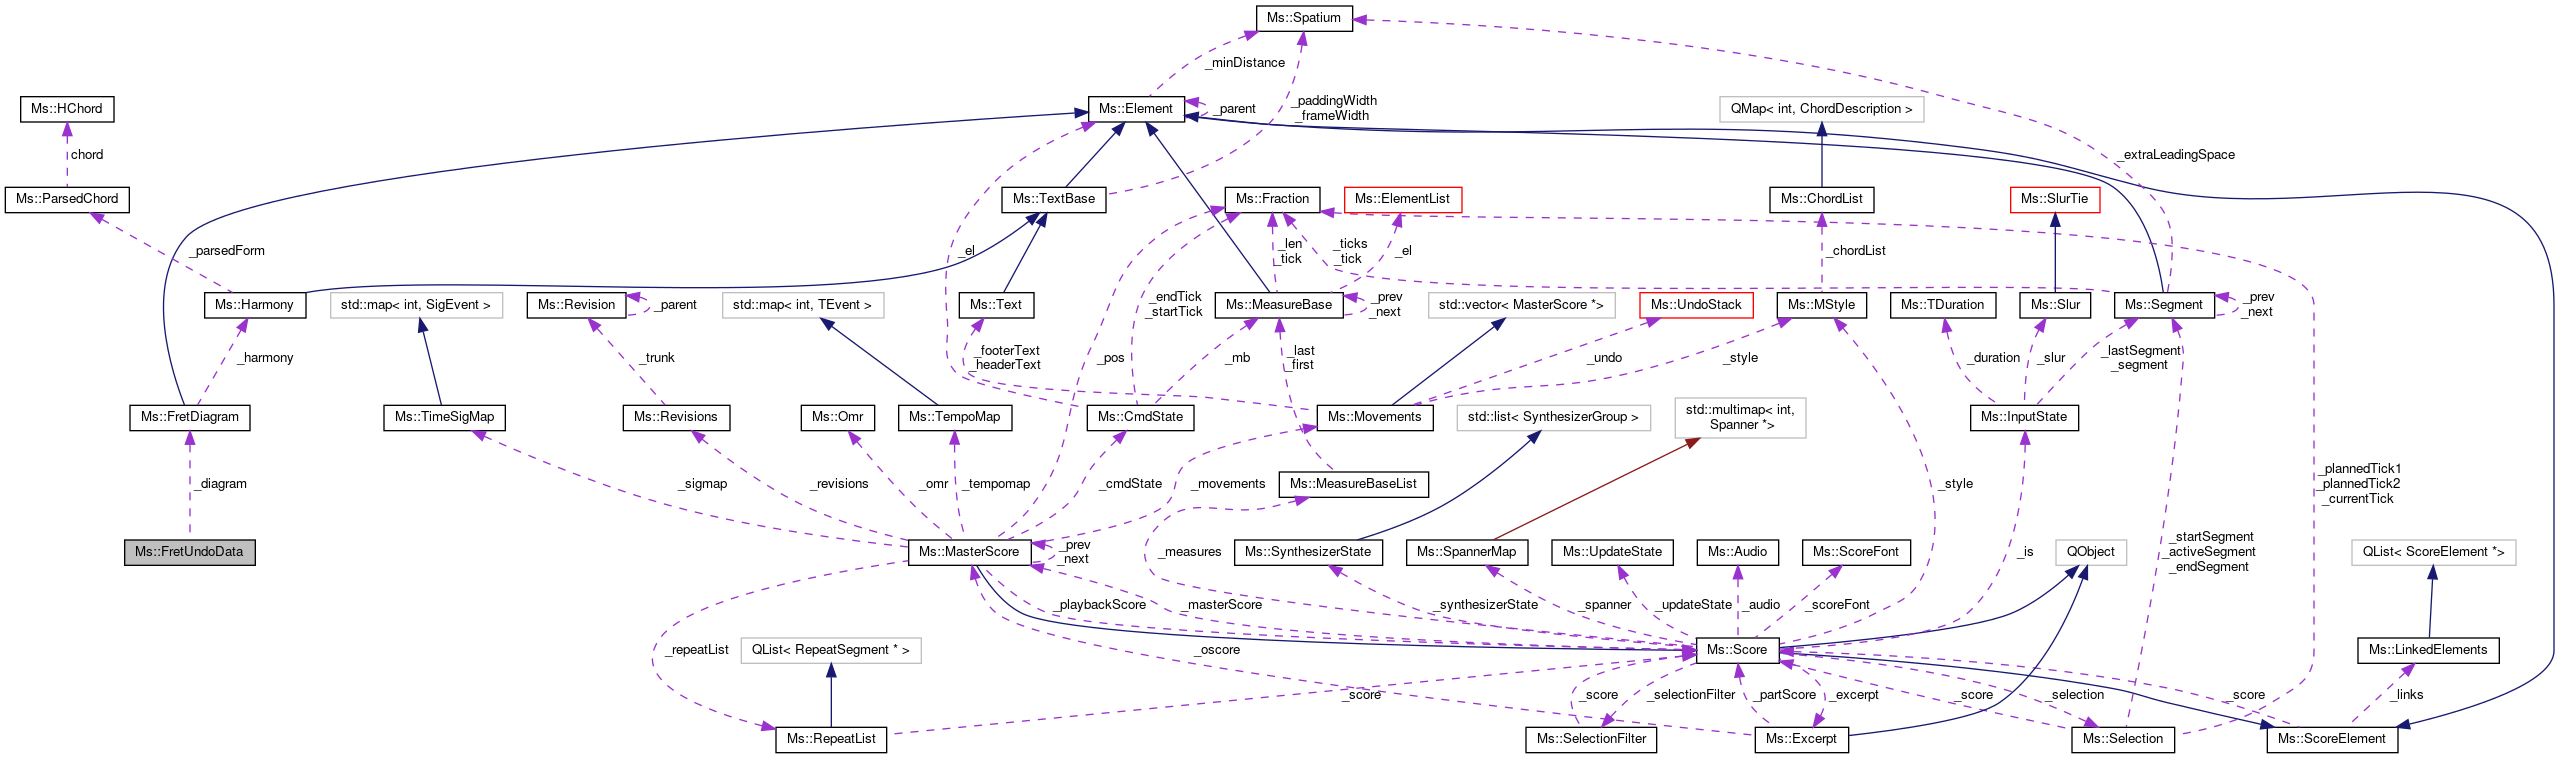 Ms::Spatium
_minDistance
Ms::HChord
Ms::Element
_parent
_paddingWidth
_frameWidth
QMap< int, ChordDescription >
chord
_extraLeadingSpace
Ms::ParsedChord
Ms::TextBase
Ms::Fraction
Ms::ElementList
Ms::ChordList
Ms::SlurTie
_parsedForm
_el
_len
_tick
_ticks
_tick
_el
_chordList
Ms::Harmony
std::map< int, SigEvent >
Ms::Revision
_parent
std::map< int, TEvent >
Ms::Text
_endTick
_startTick
Ms::MeasureBase
_prev
_next
std::vector< MasterScore *>
Ms::UndoStack
Ms::MStyle
Ms::TDuration
Ms::Slur
Ms::Segment
_prev
_next
_harmony
_trunk
_footerText
_headerText
_pos
_mb
_last
_first
_undo
_style
_duration
_slur
_lastSegment
_segment
Ms::FretDiagram
Ms::TimeSigMap
Ms::Revisions
Ms::Omr
Ms::TempoMap
Ms::CmdState
Ms::Movements
std::list< SynthesizerGroup >
std::multimap< int,
Spanner *>
Ms::InputState
_diagram
_sigmap
_revisions
_omr
_tempomap
_cmdState
_movements
Ms::MeasureBaseList
_style
_plannedTick1
_plannedTick2
_currentTick
Ms::FretUndoData
Ms::MasterScore
_prev
_next
_measures
Ms::SynthesizerState
Ms::SpannerMap
Ms::UpdateState
Ms::Audio
Ms::ScoreFont
_is
QObject
_startSegment
_activeSegment
_endSegment
QList< ScoreElement *>
_playbackScore
_masterScore
_synthesizerState
_spanner
_updateState
_audio
_scoreFont
_repeatList
QList< RepeatSegment * >
_oscore
Ms::Score
Ms::LinkedElements
_score
_score
_selectionFilter
_partScore
_excerpt
_score
_selection
_score
_links
Ms::RepeatList
Ms::SelectionFilter
Ms::Excerpt
Ms::Selection
Ms::ScoreElement